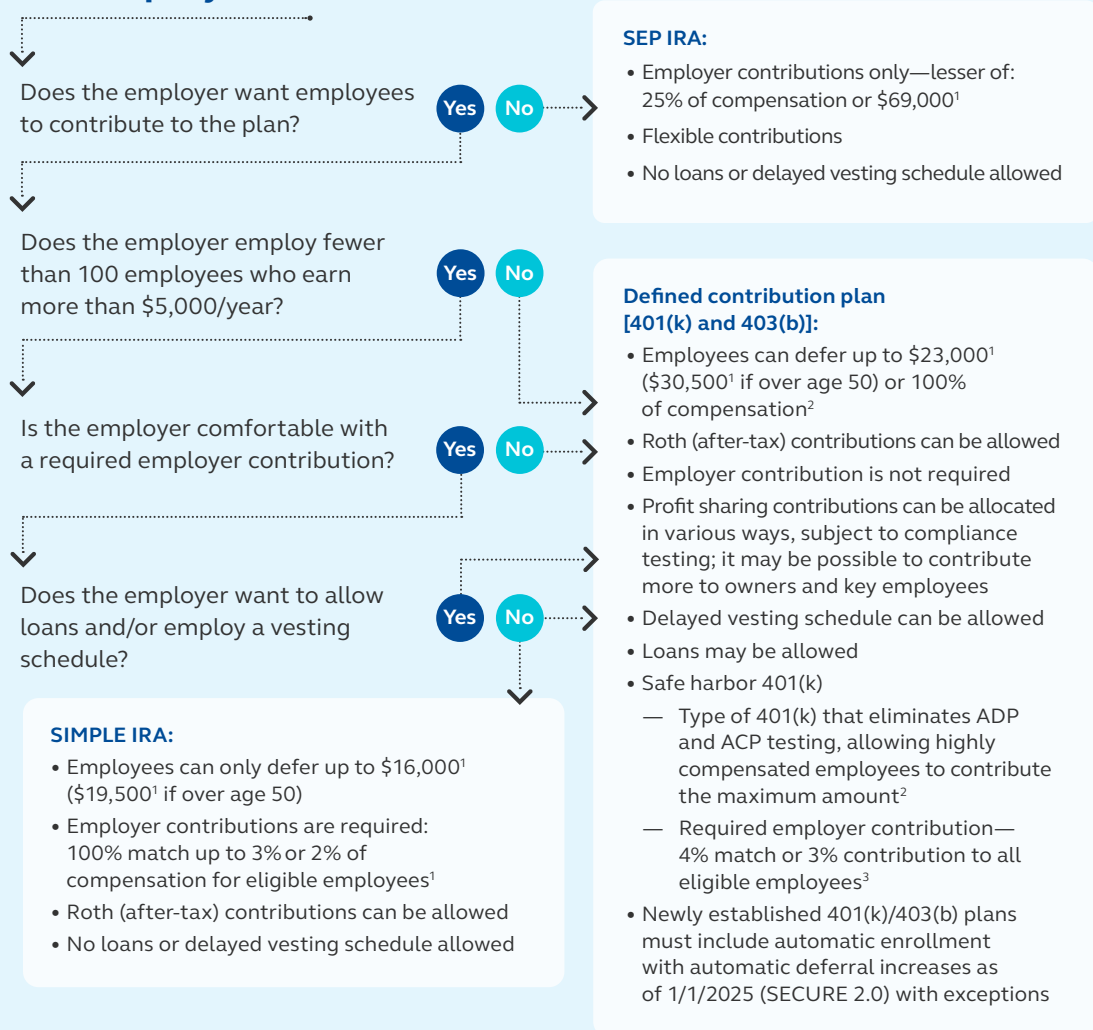 Does the employer want employees
to contribute to the plan?
Yes
No
SEP IRA:
• Employer contributions only—lesser of:
25% of compensation or $69,000¹
• Flexible contributions
• No loans or delayed vesting schedule allowed
Does the employer employ fewer
than 100 employees who earn
more than $5,000/year?
Yes
No
Is the employer comfortable with
a required employer contribution?
Yes
No
Does the employer want to allow
loans and/or employ a vesting
schedule?
Yes
No
Defined contribution plan
[401(k) and 403(b)]:
• Employees can defer up to $23,000¹
($30,500¹ if over age 50) or 100%
of compensation²
• Roth (after-tax) contributions can be allowed
• Employer contribution is not required
• Profit sharing contributions can be allocated
in various ways, subject to compliance
testing; it may be possible to contribute
more to owners and key employees
• Delayed vesting schedule can be allowed
• Loans may be allowed
• Safe harbor 401(k)
— Type of 401(k) that eliminates ADP
and ACP testing, allowing highly
compensated employees to contribute
the maximum amount²
— Required employer contribution—
4% match or 3% contribution to all
eligible employees³
• Newly established 401(k)/403(b) plans
must include automatic enrollment
with automatic deferral increases as
of 1/1/2025 (SECURE 2.0) with exceptions
SIMPLE IRA:
• Employees can only defer up to $16,000¹
($19,500¹ if over age 50)
• Employer contributions are required:
100% match up to 3% or 2% of
compensation for eligible employees¹
• Roth (after-tax) contributions can be allowed
• No loans or delayed vesting schedule allowed